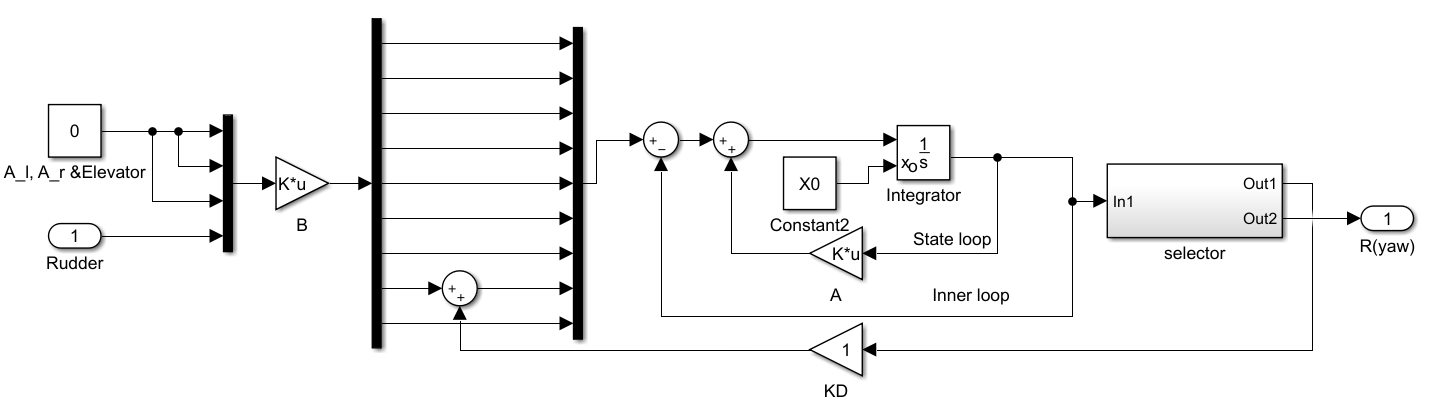 0
A_l, A_r &Elevator
1
Rudder
K*u
B
+
+
+
−
+
+
X0
Constant2
1
s
xo
Integrator
State loop
K*u
A
Inner loop
1
KD
In1
Out1
Out2
selector
1
R(yaw)